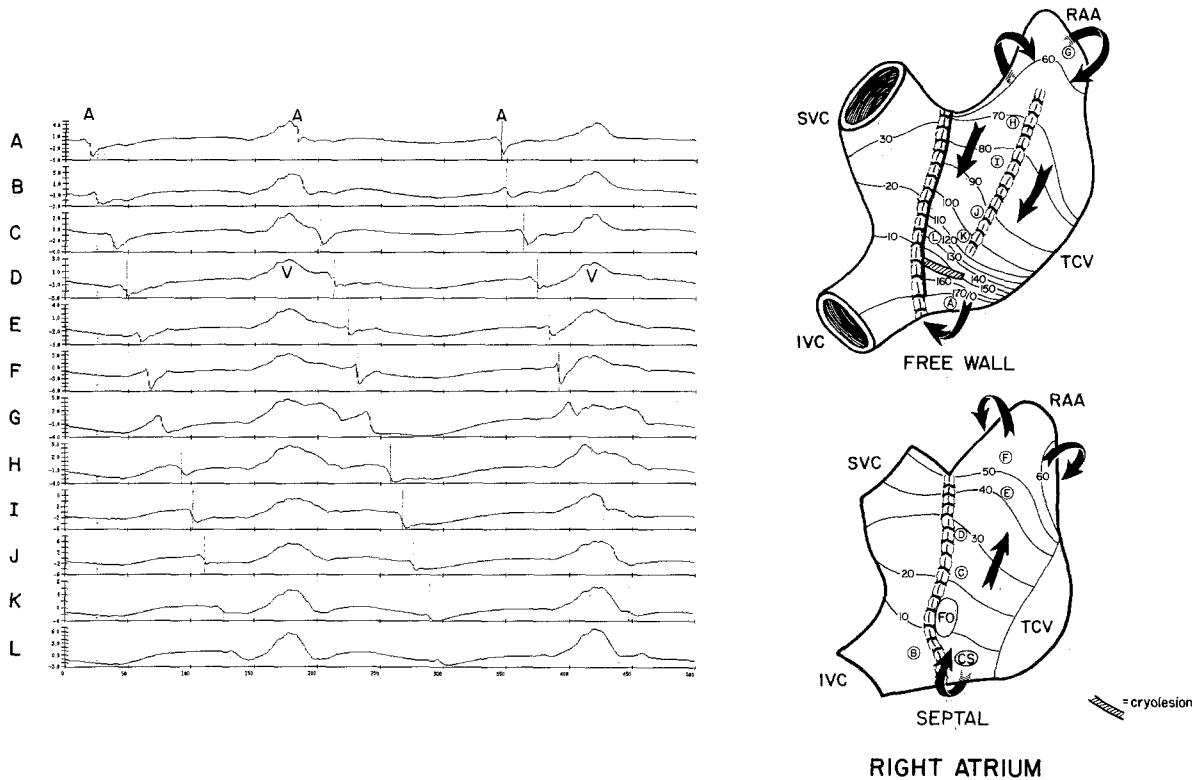 A A A
A
B
C
D
V V
E
F
G
H
I
J
K
L
0 50 100 150 200 250 300 350 400 450 500
RAA
G
60
SVC
30
70
H
80
I
20
90
100
J
110
L
120
K
130
10
TCV
140
160
150
170/0
A
IVC
FREE WALL
RAA
F
SVC
50
60
40
E
D
30
C
20
10
FO
TCV
B
CS
IVC
SEPTAL
=cryolesion
RIGHT ATRIUM